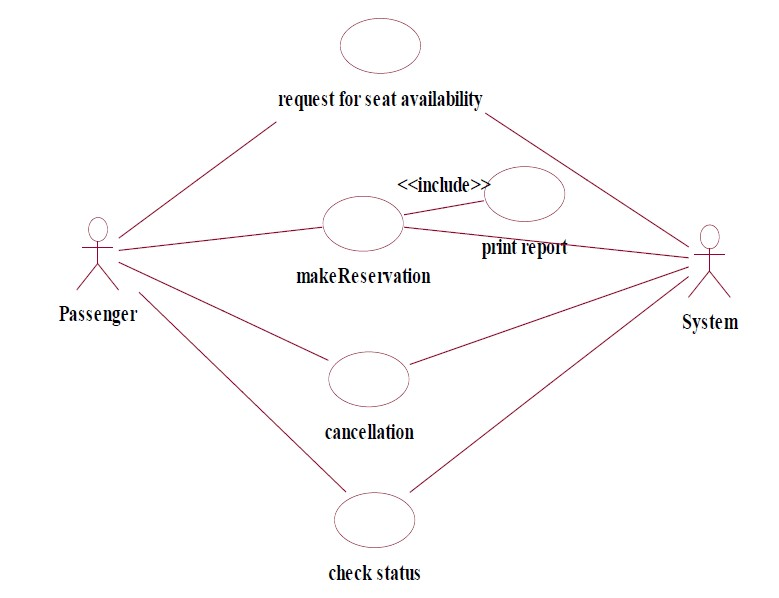 request for seat availability
<<include>>
print report
makeReservation
Passenger
System
cancellation
check status